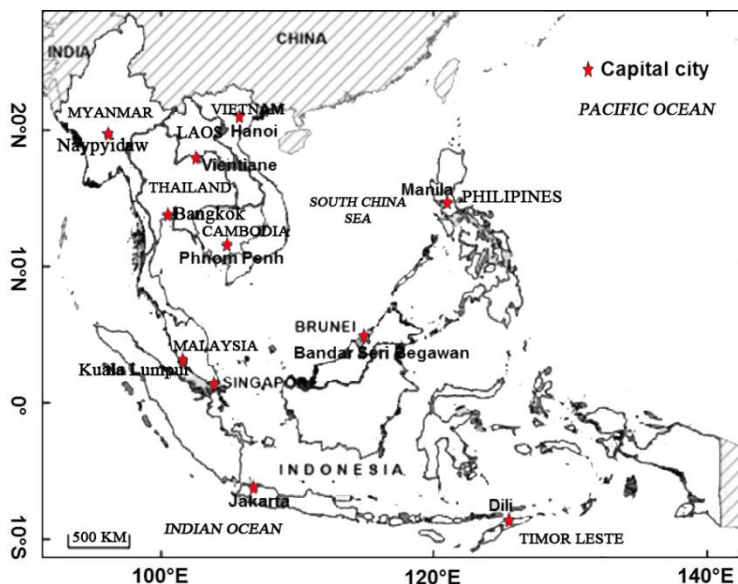 CHINA
INDIA
Capital city
PACIFIC OCEAN
MYANMAR
VIETNAM
20°N
LAOS Hanoi
Naypyidaw
Vientiane
THAILAND
SOUTH CHINA
SEA
Manila
PHILIPINES
Bangkok
CAMBODIA
Phnom Penh
10°N
BRUNEI
MALAYSIA
Bandar Seri Begawan
Kuala Lumpur
SINGAPORE
0°
INDONESIA
Jakarta
Dili
INDIAN OCEAN
TIMOR LESTE
500 KM
10°S
100°E
120°E
140°E